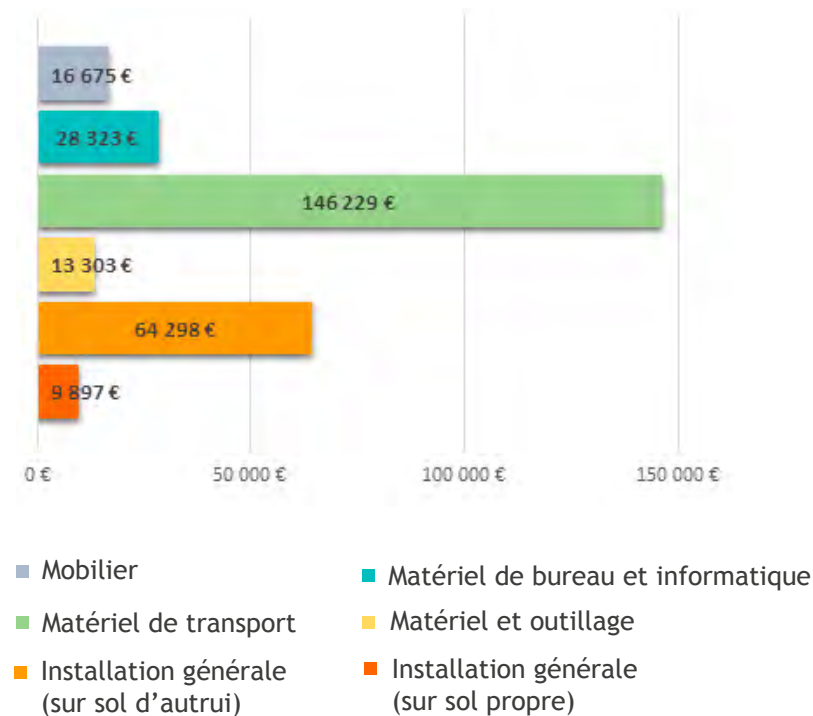 16 675 €
28 323 €
146 229 €
13 303 €
64 298 €
9 897 €
0 € 50 000 € 100 000 € 150 000 €
Mobilier
Matériel de bureau et informatique
Matériel de transport
Matériel et outillage
Installation générale
(sur sol d’autrui)
Installation générale
(sur sol propre)